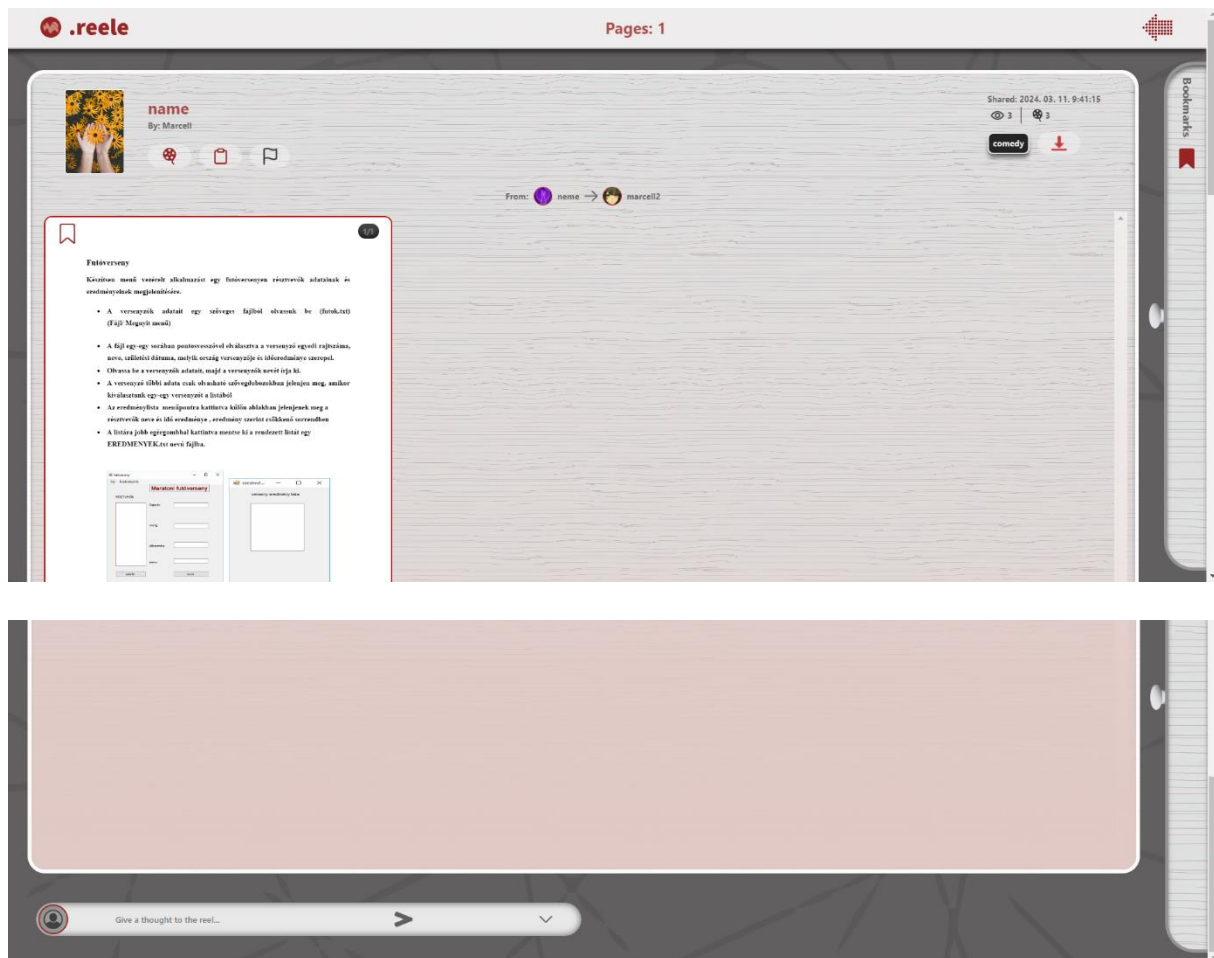 .reele
Pages: 1
Bookmarks
name
By: Marcell
Shared: 2024. 03. 11. 9:41:15
3
3
comedy
From: neme → marcell2
1/1
Futóverseny
Készítsen menü vezérelt alkalmazást egy futóversenyen résztvevők adatainak és
eredményeinek megjelenítésére.
• A versenyzők adatait egy szöveges fájlból olvassuk be (futok.txt)
(Fájl/ Megnyit menü)
• A fájl egy-egy sorában pontosvesszővel elválasztva a versenyző egyedi rajtszáma,
neve, születési dátuma, melyik ország versenyzője és időeredménye szerepel.
• Olvassa be a versenyzők adatait, majd a versenyzők nevét írja ki.
• A versenyző többi adata csak olvasható szövegdobozokban jelenjen meg, amikor
kiválasztunk egy-egy versenyzőt a listából
• Az eredménylista menüpontra kattintva külön ablakban jelenjenek meg a
résztvevők neve és idő eredménye , eredmény szerint csökkenő sorrendben
• A listára jobb egérgombbal kattintva mentse ki a rendezett listát egy
EREDMENYEK.txt nevű fájlba.
Maratoni futóverseny
verseny eredmény lista
Give a thought to the reel...